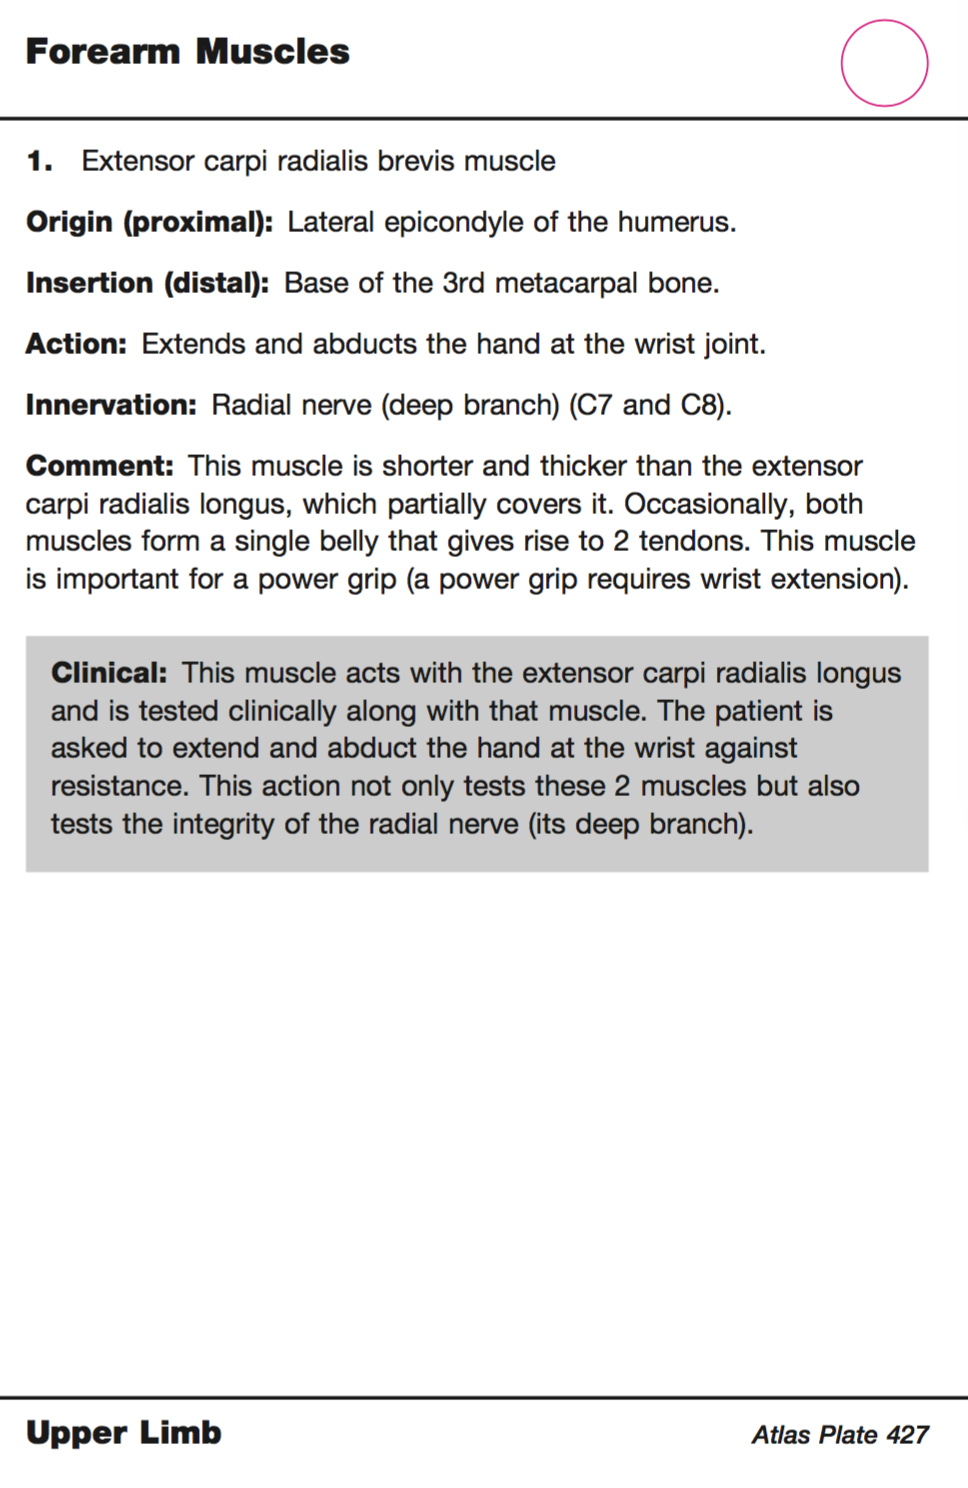 Forearm Muscles
1. Extensor carpi radialis brevis muscle
Origin (proximal): Lateral epicondyle of the humerus.
Insertion (distal): Base of the 3rd metacarpal bone.
Action: Extends and abducts the hand at the wrist joint.
Innervation: Radial nerve (deep branch) (C7 and C8).
Comment: This muscle is shorter and thicker than the extensor
carpi radialis longus, which partially covers it. Occasionally, both
muscles form a single belly that gives rise to 2 tendons. This muscle
is important for a power grip (a power grip requires wrist extension).
Clinical: This muscle acts with the extensor carpi radialis longus
and is tested clinically along with that muscle. The patient is
asked to extend and abduct the hand at the wrist against
resistance. This action not only tests these 2 muscles but also
tests the integrity of the radial nerve (its deep branch).
Upper Limb
Atlas Plate 427